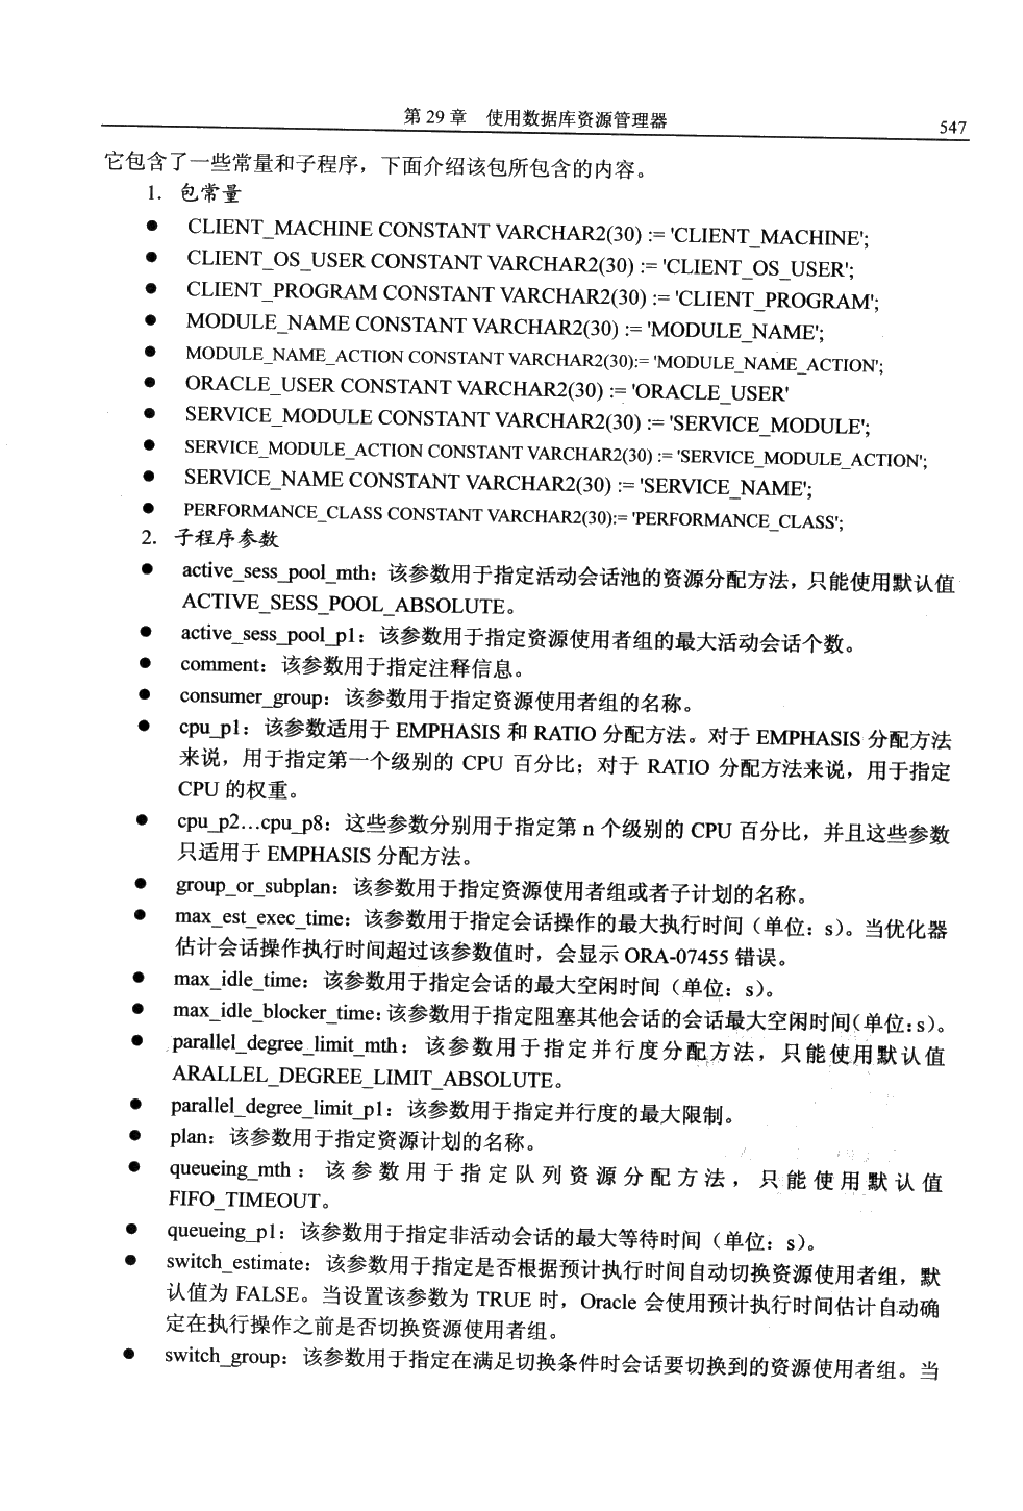 第 29 章 使用数据库资源管理器
547
它包含了一些常量和子程序，下面介绍该包所包含的内容。
1. 包常量
● CLIENT_MACHINE CONSTANT VARCHAR2(30) := 'CLIENT_MACHINE';
● CLIENT_OS_USER CONSTANT VARCHAR2(30) := 'CLIENT_OS_USER';
● CLIENT_PROGRAM CONSTANT VARCHAR2(30) := 'CLIENT_PROGRAM';
● MODULE_NAME CONSTANT VARCHAR2(30) := 'MODULE_NAME';
● MODULE_NAME_ACTION CONSTANT VARCHAR2(30):= 'MODULE_NAME_ACTION';
● ORACLE_USER CONSTANT VARCHAR2(30) := 'ORACLE_USER'
● SERVICE_MODULE CONSTANT VARCHAR2(30) := 'SERVICE_MODULE';
● SERVICE_MODULE_ACTION CONSTANT VARCHAR2(30) := 'SERVICE_MODULE_ACTION';
● SERVICE_NAME CONSTANT VARCHAR2(30) := 'SERVICE_NAME';
● PERFORMANCE_CLASS CONSTANT VARCHAR2(30):= 'PERFORMANCE_CLASS';
2. 子程序参数
● active_sess_pool_mth：该参数用于指定活动会话池的资源分配方法，只能使用默认值
ACTIVE_SESS_POOL_ABSOLUTE。
● active_sess_pool_p1：该参数用于指定资源使用者组的最大活动会话个数。
● comment：该参数用于指定注释信息。
● consumer_group：该参数用于指定资源使用者组的名称。
● cpu_p1：该参数适用于 EMPHASIS 和 RATIO 分配方法。对于 EMPHASIS 分配方法
来说，用于指定第一个级别的 CPU 百分比；对于 RATIO 分配方法来说，用于指定
CPU 的权重。
● cpu_p2…cpu_p8：这些参数分别用于指定第 n 个级别的 CPU 百分比，并且这些参数
只适用于 EMPHASIS 分配方法。
● group_or_subplan：该参数用于指定资源使用者组或者子计划的名称。
● max_est_exec_time：该参数用于指定会话操作的最大执行时间（单位：s）。当优化器
估计会话操作执行时间超过该参数值时，会显示 ORA-07455 错误。
● max_idle_time：该参数用于指定会话的最大空闲时间（单位：s）。
● max_idle_blocker_time：该参数用于指定阻塞其他会话的会话最大空闲时间（单位：s）。
● parallel_degree_limit_mth：该参数用于指定并行度分配方法，只能使用默认值
ARALLEL_DEGREE_LIMIT_ABSOLUTE。
● parallel_degree_limit_p1：该参数用于指定并行度的最大限制。
● plan：该参数用于指定资源计划的名称。
● queueing_mth：该参数用于指定队列资源分配方法，只能使用默认值
FIFO_TIMEOUT。
● queueing_p1：该参数用于指定非活动会话的最大等待时间（单位：s）。
● switch_estimate：该参数用于指定是否根据预计执行时间自动切换资源使用者组，默
认值为 FALSE。当设置该参数为 TRUE 时，Oracle 会使用预计执行时间估计自动确
定在执行操作之前是否切换资源使用者组。
● switch_group：该参数用于指定在满足切换条件时会话要切换到的资源使用者组。当